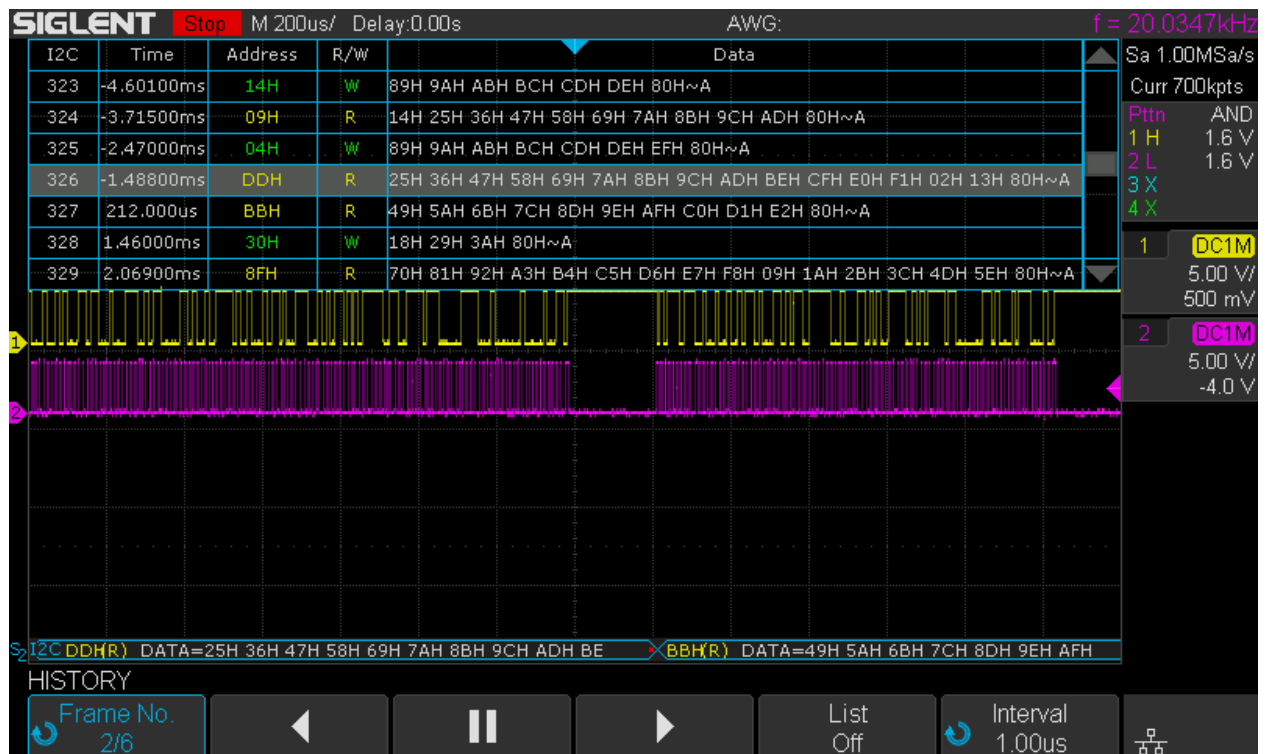 SIGLENT Stop M 200us/ Delay:0.00s AWG: f = 20.0347kHz
I2C Time Address R/W Data
323 -4.60100ms 14H W 89H 9AH ABH BCH CDH DEH 80H~A
324 -3.71500ms 09H R 14H 25H 36H 47H 58H 69H 7AH 8BH 9CH ADH 80H~A
325 -2.47000ms 04H W 89H 9AH ABH BCH CDH DEH EFH 80H~A
326 -1.48800ms DDH R 25H 36H 47H 58H 69H 7AH 8BH 9CH ADH BEH CFH E0H F1H 02H 13H 80H~A
327 212.000us BBH R 49H 5AH 6BH 7CH 8DH 9EH AFH C0H D1H E2H 80H~A
328 1.46000ms 30H W 18H 29H 3AH 80H~A
329 2.06900ms 8FH R 70H 81H 92H A3H B4H C5H D6H E7H F8H 09H 1AH 2BH 3CH 4DH 5EH 80H~A
Sa 1.00MSa/s
Curr 700kpts
Pttn AND
1 H 1.6 V
2 L 1.6 V
3 X
4 X
1 DC1M
5.00 V/
500 mV
2 DC1M
5.00 V/
-4.0 V
1
2
S2 I2C DDH(R) DATA=25H 36H 47H 58H 69H 7AH 8BH 9CH ADH BE BBH(R) DATA=49H 5AH 6BH 7CH 8DH 9EH AFH
HISTORY
Frame No.
2/6
List
Off
Interval
1.00us